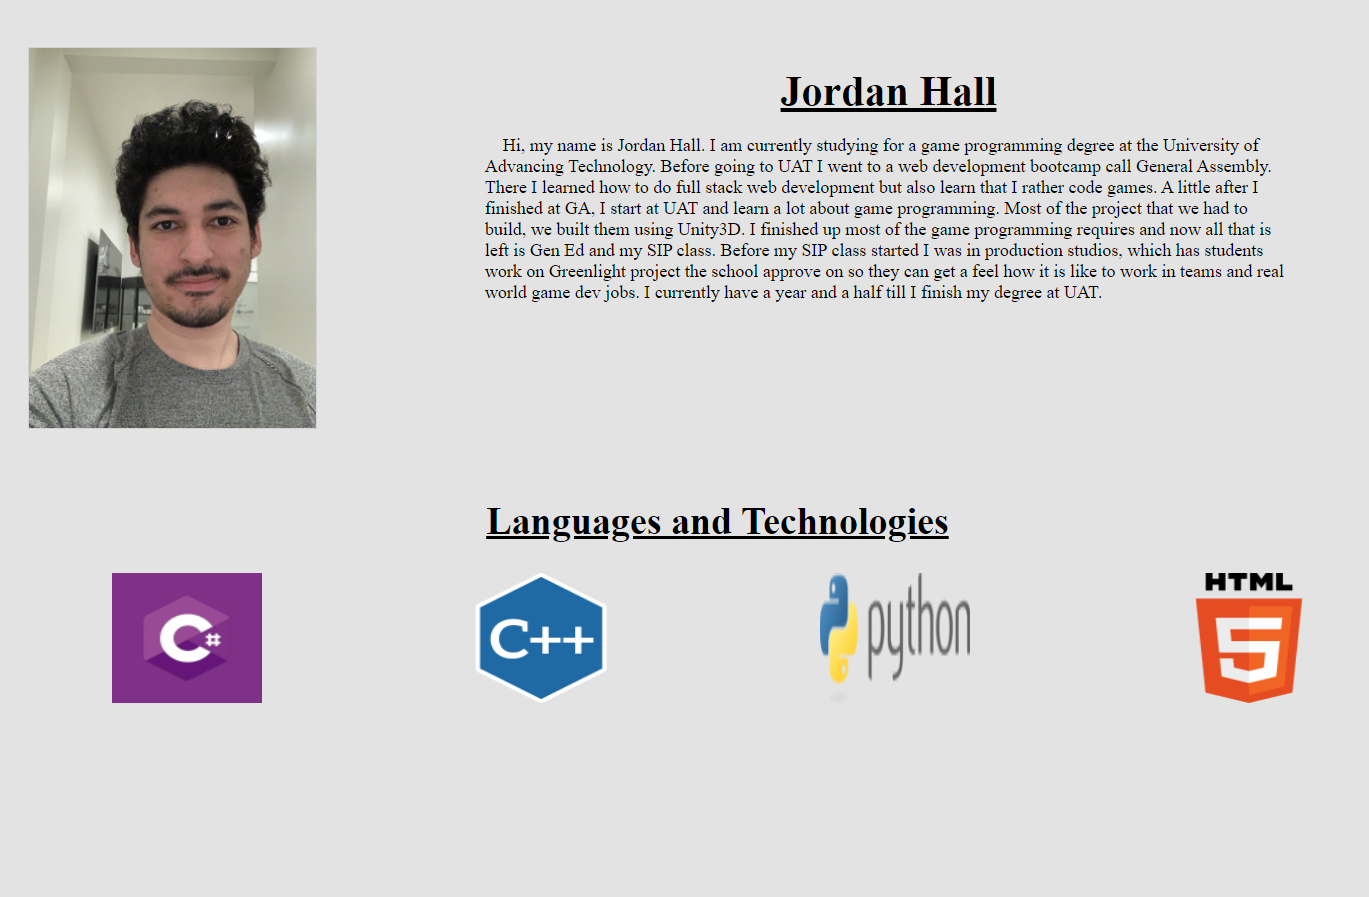 Jordan Hall
Hi, my name is Jordan Hall. I am currently studying for a game programming degree at the University of
Advancing Technology. Before going to UAT I went to a web development bootcamp call General Assembly.
There I learned how to do full stack web development but also learn that I rather code games. A little after I
finished at GA, I start at UAT and learn a lot about game programming. Most of the project that we had to
build, we built them using Unity3D. I finished up most of the game programming requires and now all that is
left is Gen Ed and my SIP class. Before my SIP class started I was in production studios, which has students
work on Greenlight project the school approve on so they can get a feel how it is like to work in teams and real
world game dev jobs. I currently have a year and a half till I finish my degree at UAT.
Languages and Technologies
C#
C++
python
HTML
5